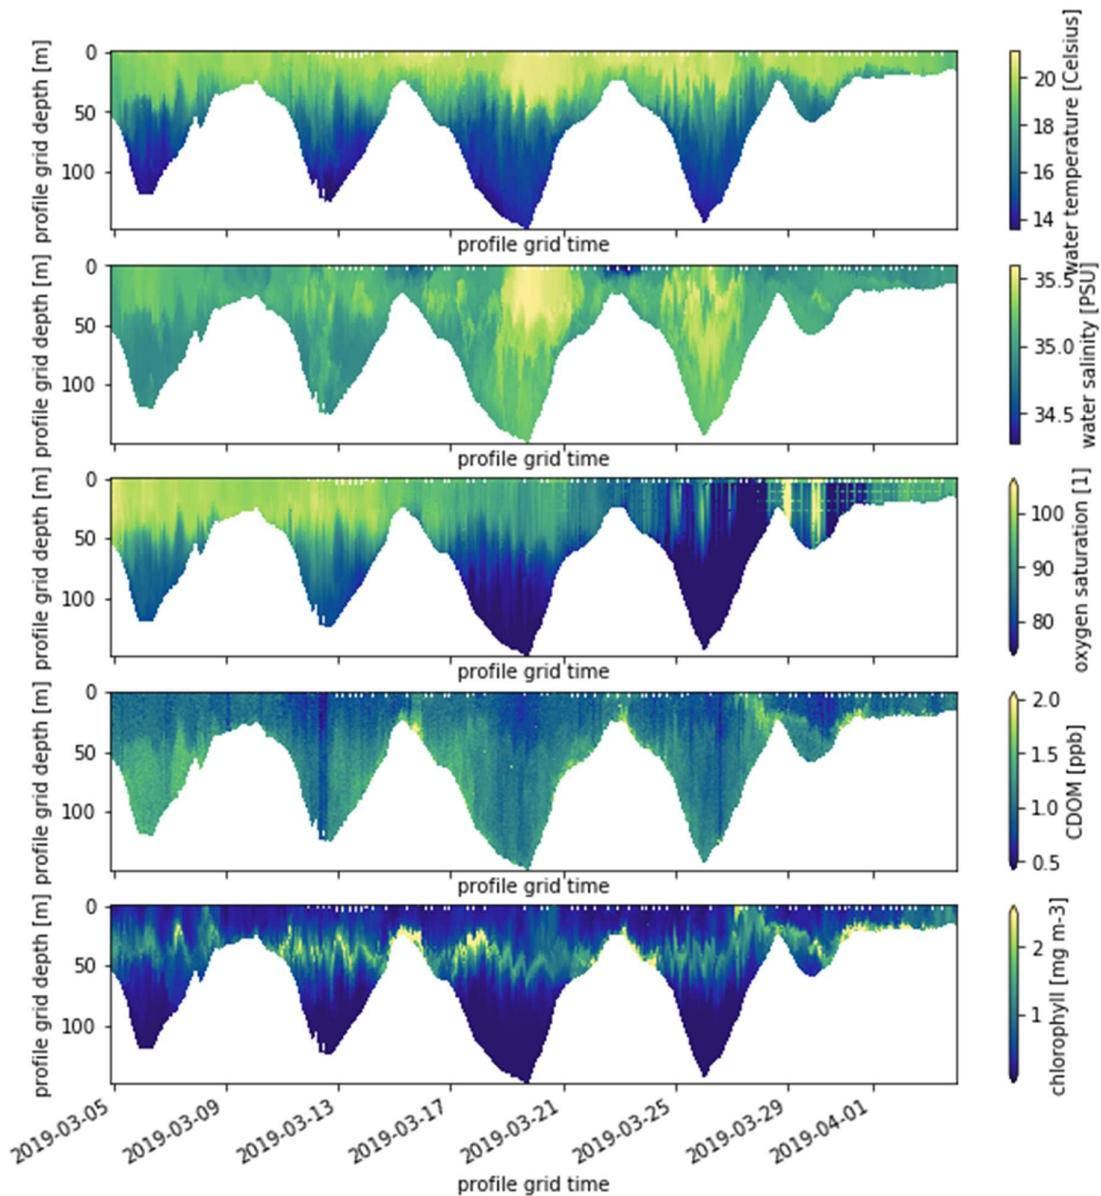 profile grid depth [m]
0
50
100
profile grid time
20
18
16
14
water temperature [Celsius]
profile grid depth [m]
0
50
100
profile grid time
35.5
35.0
34.5
water salinity [PSU]
profile grid depth [m]
0
50
100
profile grid time
100
90
80
oxygen saturation [1]
profile grid depth [m]
0
50
100
profile grid time
2.0
1.5
1.0
0.5
CDOM [ppb]
profile grid depth [m]
0
50
100
2
1
chlorophyll [mg m-3]
2019-03-05
2019-03-09
2019-03-13
2019-03-17
2019-03-21
2019-03-25
2019-03-29
2019-04-01
profile grid time